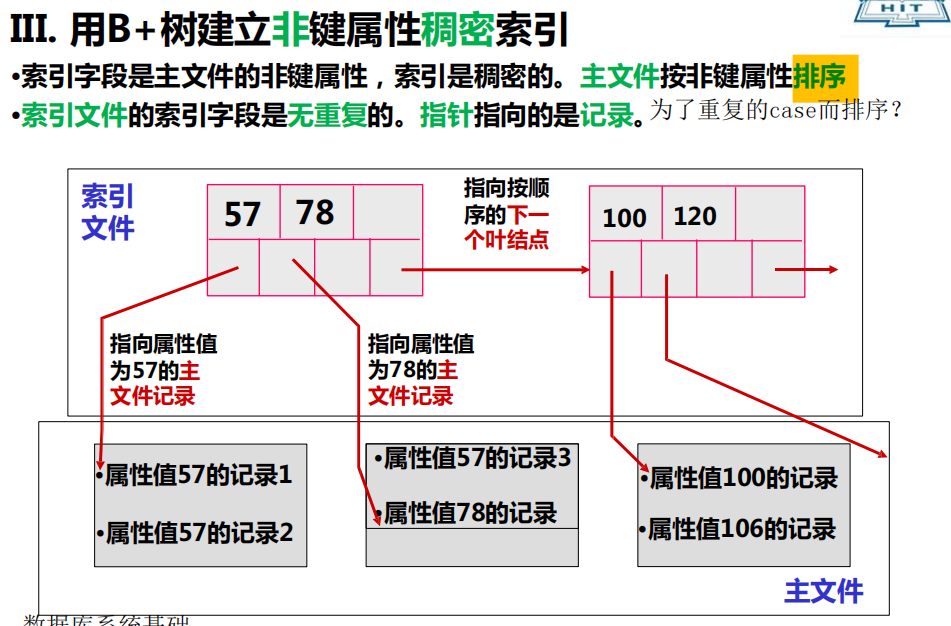 HIT
III. 用B+树建立非键属性稠密索引
•索引字段是主文件的非键属性，索引是稠密的。主文件按非键属性排序
•索引文件的索引字段是无重复的。指针指向的是记录。
为了重复的case而排序？
索引
文件
57 78
指向按顺
序的下一
个叶结点
100 120
指向属性值
为57的主
文件记录
指向属性值
为78的主
文件记录
•属性值57的记录1
•属性值57的记录2
•属性值57的记录3
•属性值78的记录
•属性值100的记录
•属性值106的记录
主文件
数据库系统基础